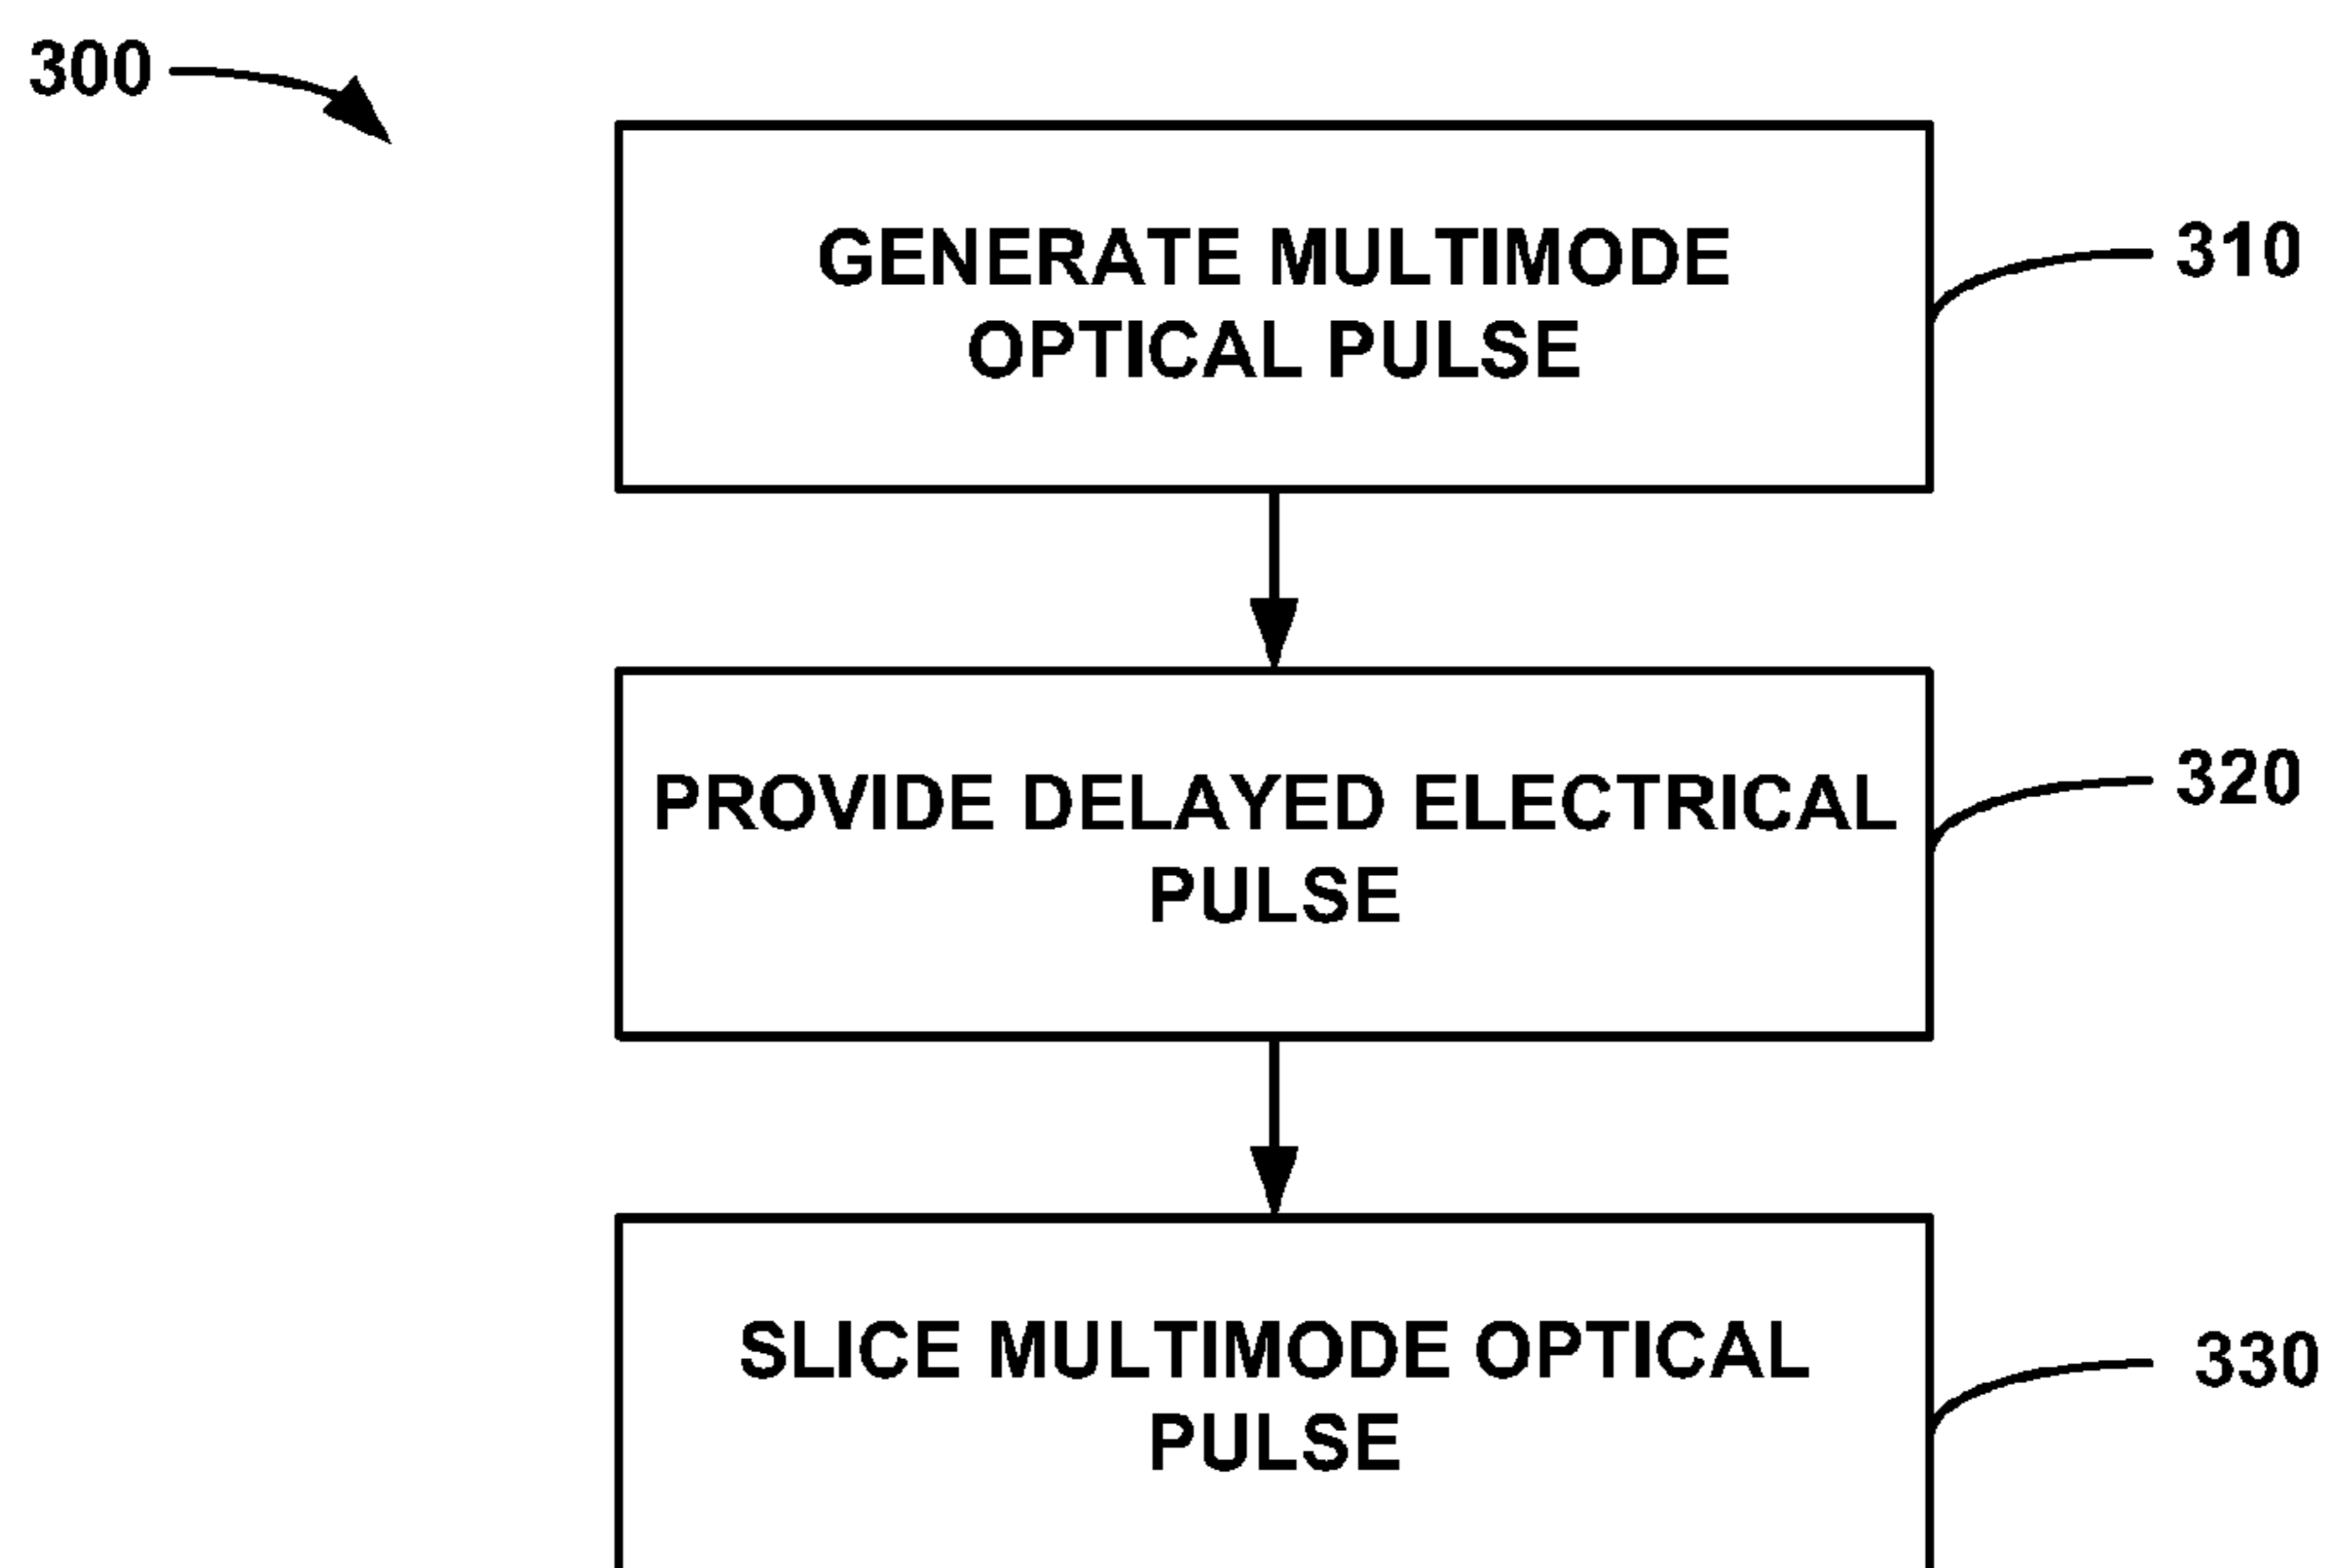 300
GENERATE MULTIMODE
OPTICAL PULSE
310
PROVIDE DELAYED ELECTRICAL
PULSE
320
SLICE MULTIMODE OPTICAL
PULSE
330